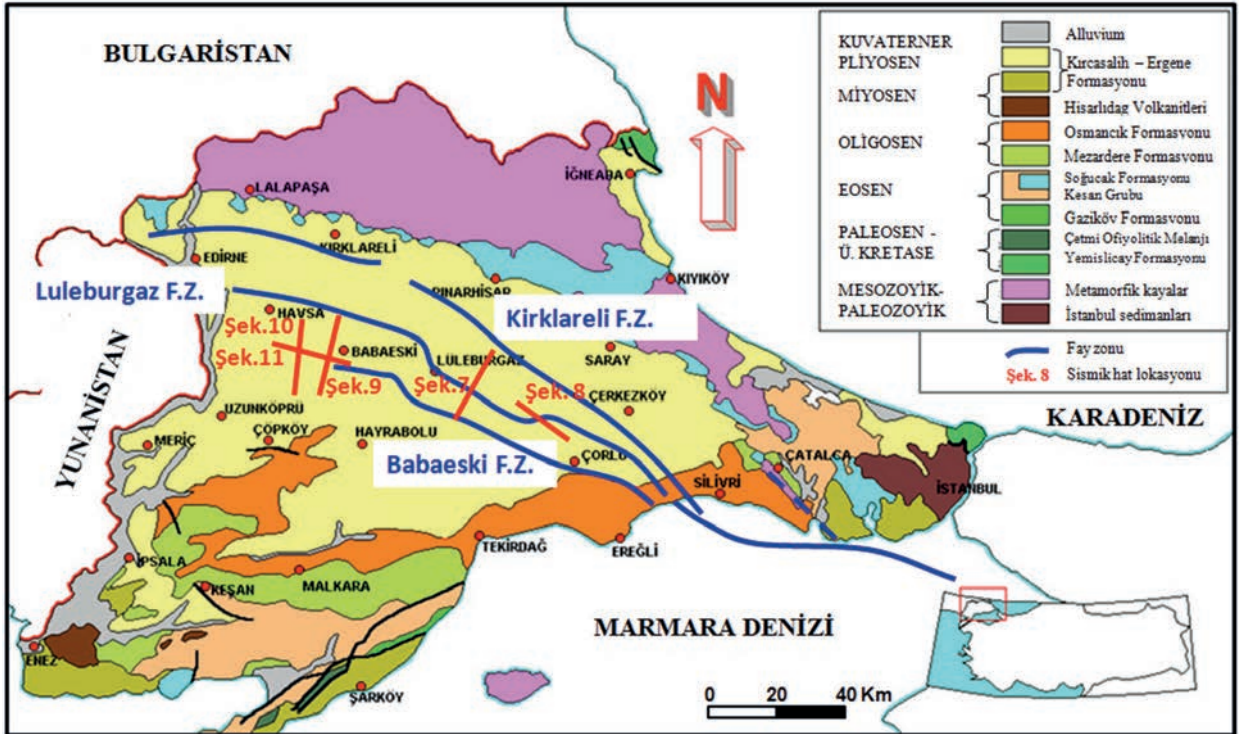 BULGARİSTAN
N
LALAPAŞA
İĞNEABA
EDİRNE
KIRKLARELİ
PINARHİSAR
KIYIKÖY
Luleburgaz F.Z.
Kirklareli F.Z.
HAVSA
Şek.10
Şek.11
BABAESKİ
LÜLEBURGAZ
SARAY
Şek.9
Şek.7
Şek. 8
ÇERKEZKÖY
UZUNKÖPRÜ
ÇÖPKÖY
HAYRABOLU
MERİÇ
Babaeski F.Z.
ÇORLU
ÇATALCA
SİLİVRİ
İSTANBUL
YUNANİSTAN
KARADENİZ
TEKİRDAĞ
EREĞLİ
İPSALA
KEŞAN
MALKARA
ENEZ
ŞARKÖY
MARMARA DENİZİ
0 20 40 Km
KUVATERNER
PLİYOSEN
MİYOSEN
OLİGOSEN
EOSEN
PALEOSEN -
Ü. KRETASE
MESOZOYİK-
PALEOZOYİK
Alluvium
Kırcasalih – Ergene
Formasyonu
Hisarlıdag Volkanitleri
Osmancık Formasyonu
Mezardere Formasyonu
Soğucak Formasyonu
Kesan Grubu
Gaziköv Formasyonu
Çetmi Ofiyolitik Melanjı
Yemislicay Formasyonu
Metamorfik kayalar
İstanbul sedimanları
Fay zonu
Şek. 8 Sismik hat lokasyonu